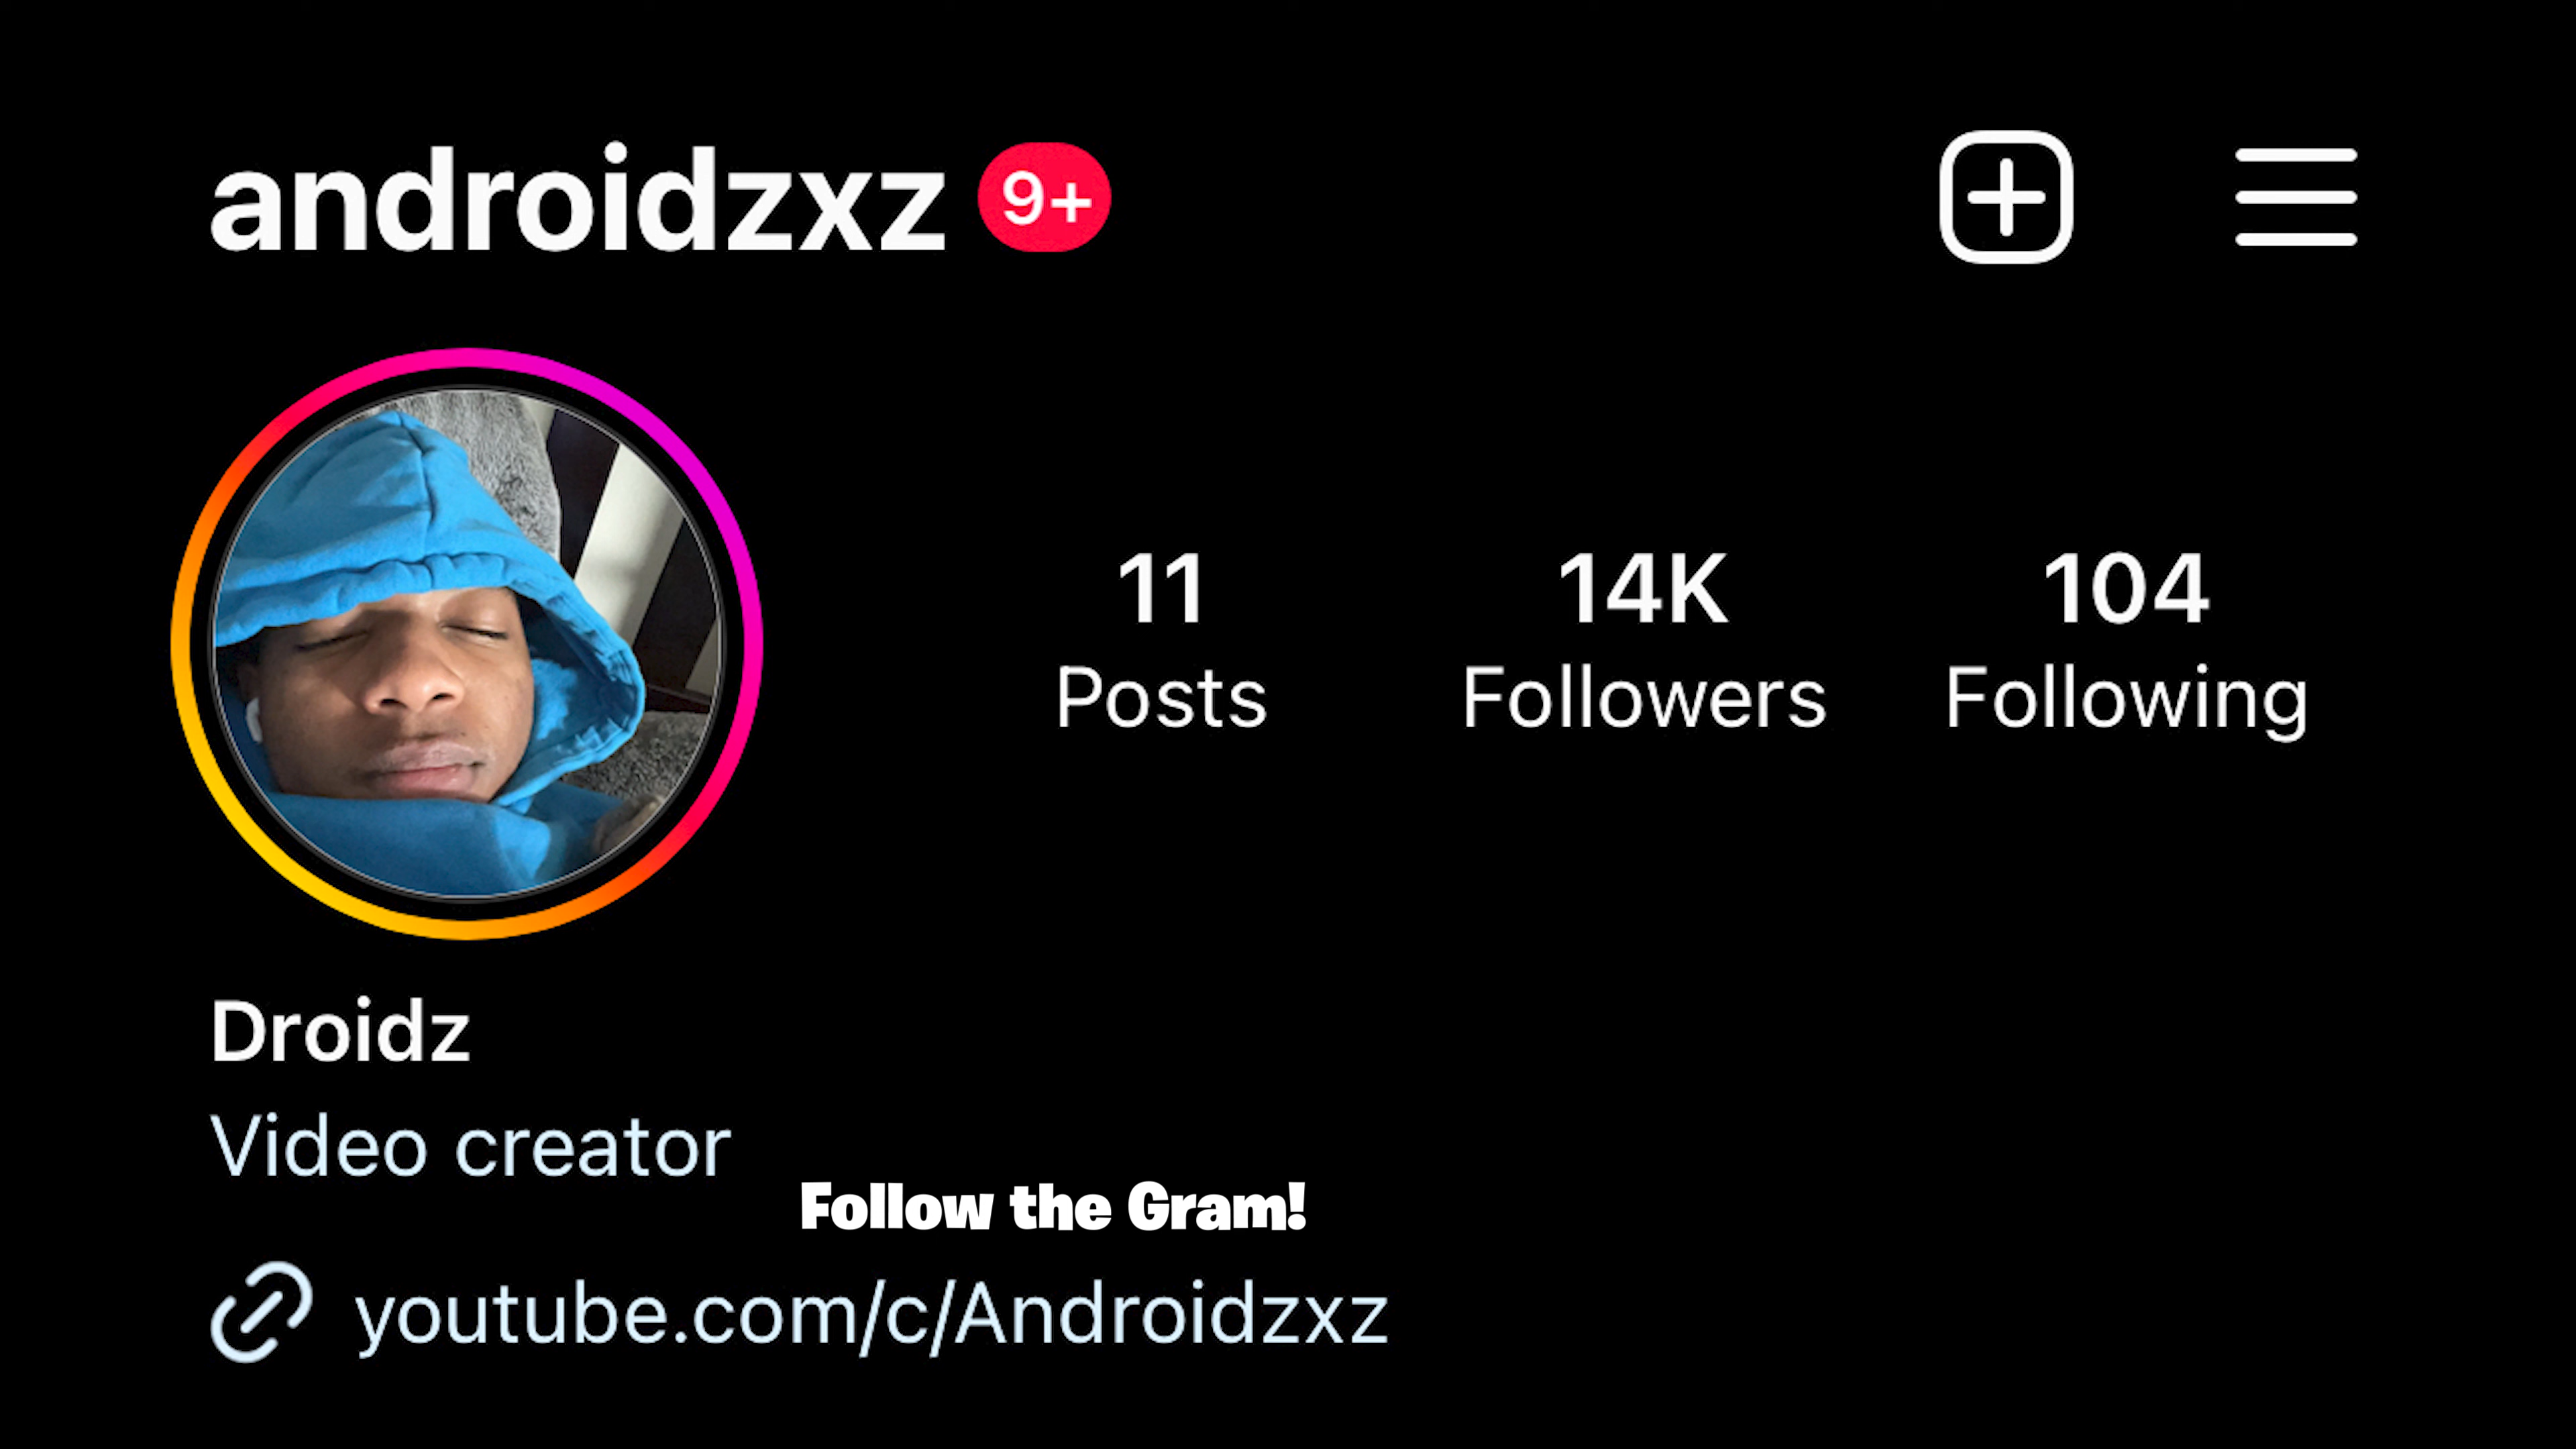 androidzxz 9+
11 14K 104
Posts Followers Following
Droidz
Video creator
Follow the Gram!
youtube.com/c/Androidzxz